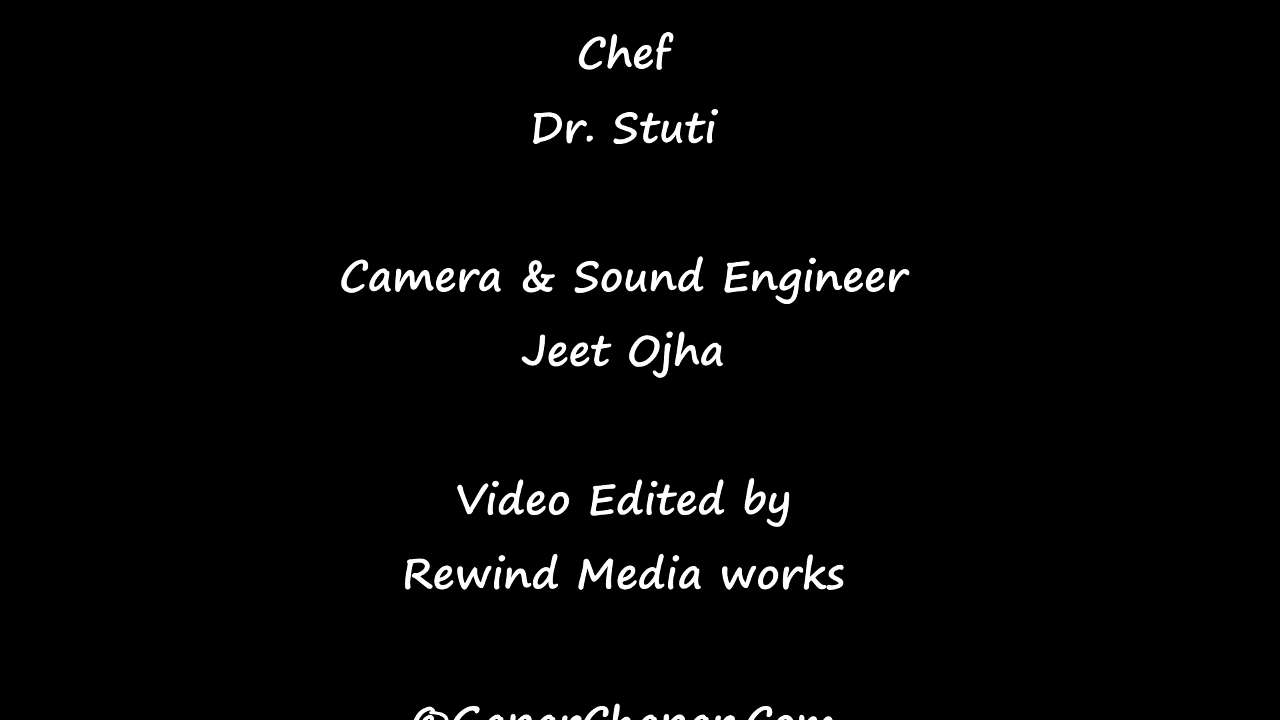 Chef
Dr. Stuti
Camera & Sound Engineer
Jeet Ojha
Video Edited by
Rewind Media works